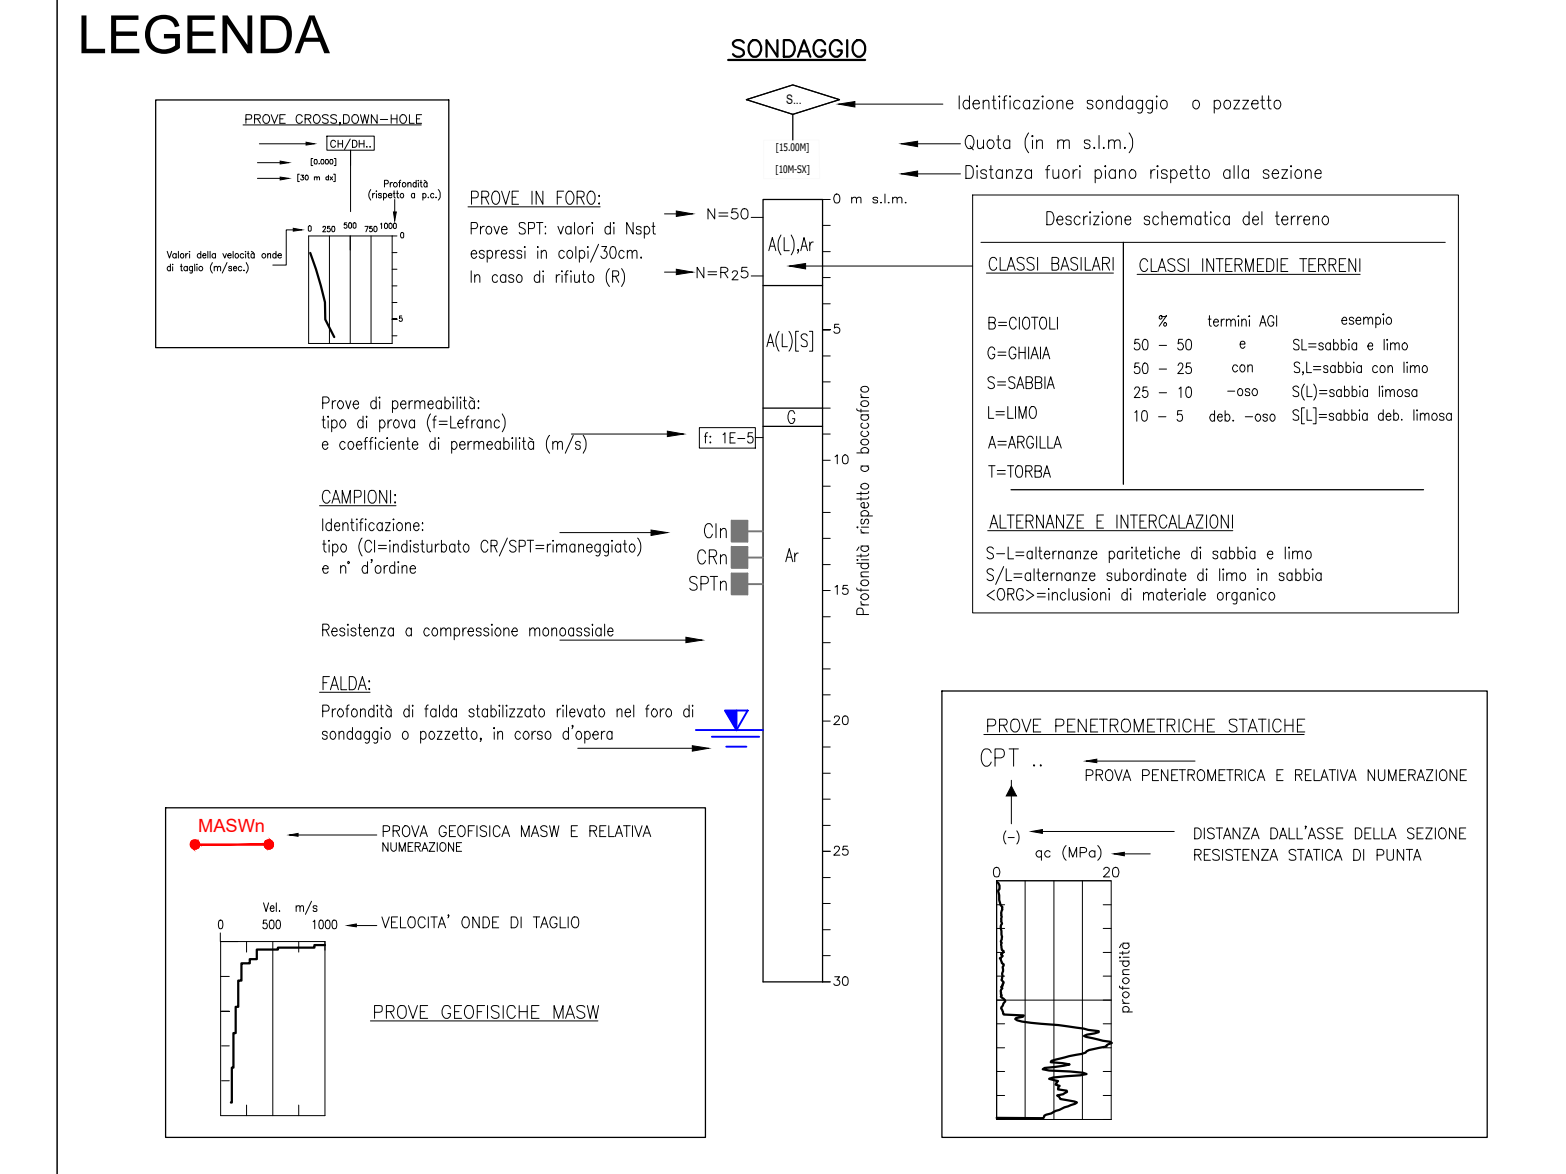 LEGENDA
SONDAGGIO
S...
Identificazione sondaggio o pozzetto
[15.00M]
Quota (in m s.l.m.)
[10M-SX]
Distanza fuori piano rispetto alla sezione
PROVE CROSS,DOWN-HOLE
CH/DH..
[0.000]
[30 m dx]
Profondità
(rispetto a p.c.)
0 250 500 750 1000
0
5
Valori della velocità onde
di taglio (m/sec.)
PROVE IN FORO:
Prove SPT: valori di Nspt
espressi in colpi/30cm.
In caso di rifiuto (R)
N=50
N=R25
0 m s.l.m.
A(L),Ar
5
A(L)[S]
G
10
Ar
15
20
25
30
Profondità rispetto a boccaforo
Descrizione schematica del terreno
CLASSI BASILARI
B=CIOTOLI
G=GHIAIA
S=SABBIA
L=LIMO
A=ARGILLA
T=TORBA
CLASSI INTERMEDIE TERRENI
% termini AGI esempio
50 - 50 e SL=sabbia e limo
50 - 25 con S,L=sabbia con limo
25 - 10 -oso S(L)=sabbia limosa
10 - 5 deb. -oso S[L]=sabbia deb. limosa
ALTERNANZE E INTERCALAZIONI
S-L=alternanze paritetiche di sabbia e limo
S/L=alternanze subordinate di limo in sabbia
<ORG>=inclusioni di materiale organico
Prove di permeabilità:
tipo di prova (f=Lefranc)
e coefficiente di permeabilità (m/s)
f: 1E-5
CAMPIONI:
Identificazione:
tipo (CI=indisturbato CR/SPT=rimaneggiato)
e n° d'ordine
CIn
CRn
SPTn
Resistenza a compressione monoassiale
FALDA:
Profondità di falda stabilizzato rilevato nel foro di
sondaggio o pozzetto, in corso d'opera
MASWn
PROVA GEOFISICA MASW E RELATIVA
NUMERAZIONE
Vel. m/s
0 500 1000
VELOCITA' ONDE DI TAGLIO
PROVE GEOFISICHE MASW
PROVE PENETROMETRICHE STATICHE
CPT ..
PROVA PENETROMETRICA E RELATIVA NUMERAZIONE
(-)
DISTANZA DALL'ASSE DELLA SEZIONE
qc (MPa)
RESISTENZA STATICA DI PUNTA
0 20
profondità